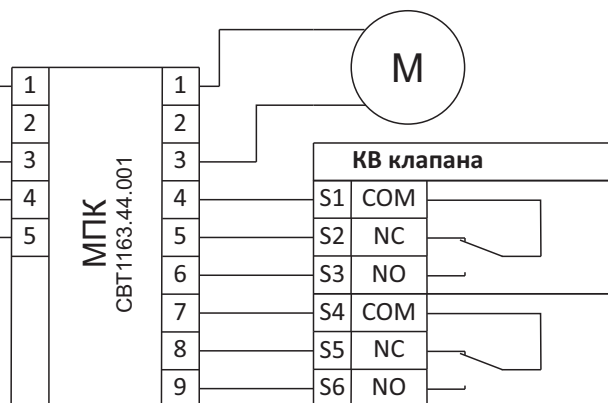 M
1
1
2
2
3
3
КВ клапана
4
4
S1 COM
5
5
S2 NC
6
S3 NO
7
S4 COM
8
S5 NC
9
S6 NO
МПК
СВТ1163.44.001